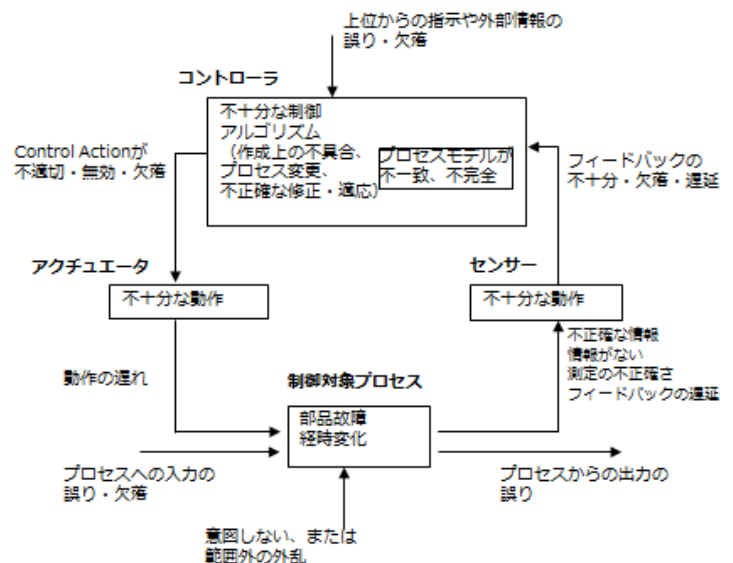 上位からの指示や外部情報の
誤り・欠落
コントローラ
不十分な制御
アルゴリズム
（作成上の不具合、
プロセス変更、
不正確な修正・適応）
プロセスモデルが
不一致、不完全
Control Actionが
不適切・無効・欠落
フィードバックの
不十分・欠落・遅延
アクチュエータ
不十分な動作
センサー
不十分な動作
不正確な情報
情報がない
測定の不正確さ
フィードバックの遅延
動作の遅れ
制御対象プロセス
部品故障
経時変化
プロセスへの入力の
誤り・欠落
プロセスからの出力の
誤り
意図しない、または
範囲外の外乱